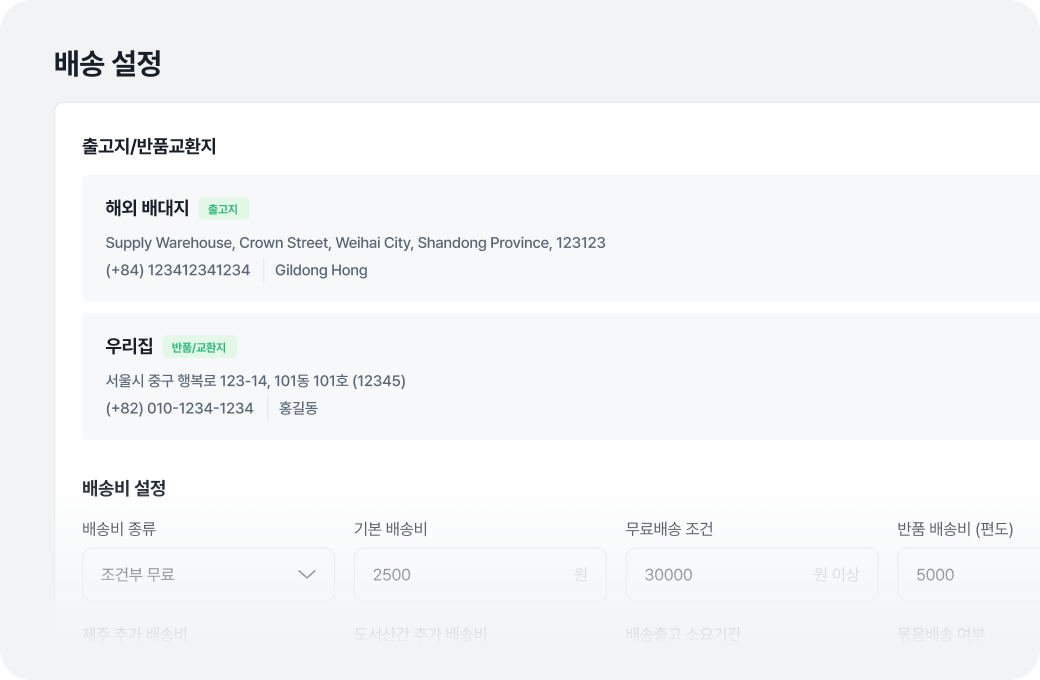 배송 설정
출고지/반품교환지
해외 배대지 출고지
Supply Warehouse, Crown Street, Weihai City, Shandong Province, 123123
(+84) 123412341234 Gildong Hong
우리집 반품/교환지
서울시 중구 행복로 123-14, 101동 101호 (12345)
(+82) 010-1234-1234 홍길동
배송비 설정
배송비 종류 기본 배송비 무료배송 조건 반품 배송비 (편도)
조건부 무료 2500 원 30000 원 이상 5000
제주 추가 배송비 도서산간 추가 배송비 배송출고 소요기간 묶음배송 여부